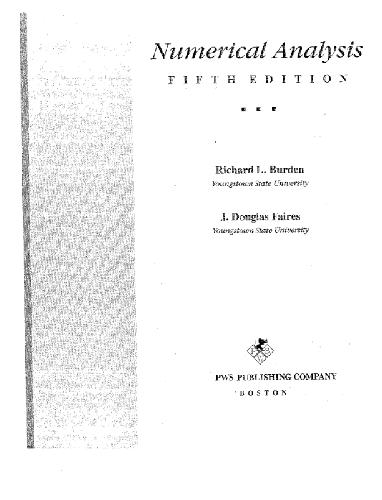 Numerical Analysis
FIFTH EDITION
Richard L. Burden
Youngstown State University
J. Douglas Faires
Youngstown State University
PWS PUBLISHING COMPANY
BOSTON